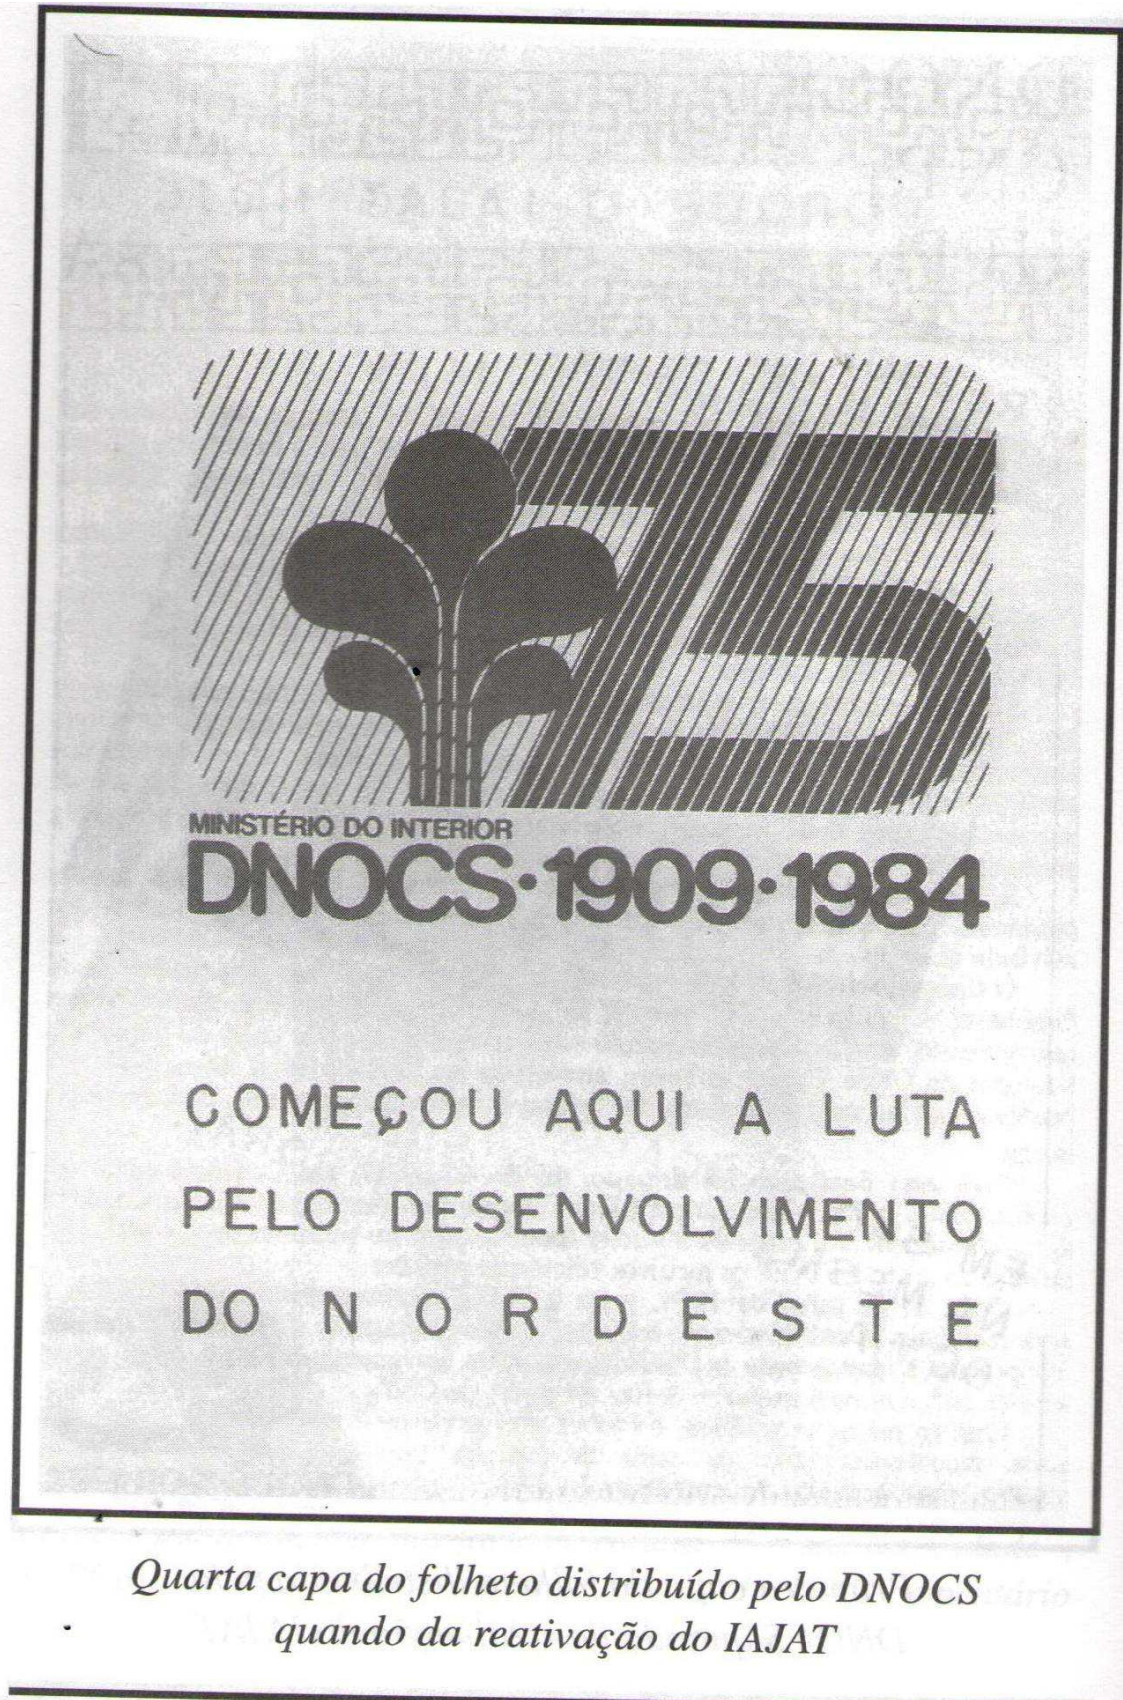 75
MINISTÉRIO DO INTERIOR
DNOCS·1909·1984
COMEÇOU AQUI A LUTA
PELO DESENVOLVIMENTO
DO NORDESTE
Quarta capa do folheto distribuído pelo DNOCS
quando da reativação do IAJAT